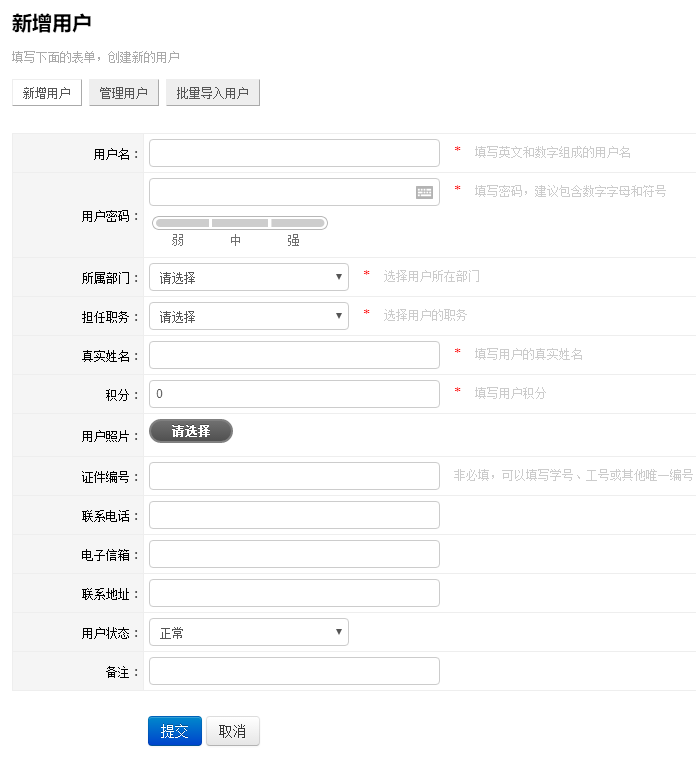 新增用户
填写下面的表单，创建新的用户
新增用户 管理用户 批量导入用户
用户名： * 填写英文和数字组成的用户名
用户密码： * 填写密码，建议包含数字字母和符号
弱 中 强
所属部门： 请选择 * 选择用户所在部门
担任职务： 请选择 * 选择用户的职务
真实姓名： * 填写用户的真实姓名
积分： 0 * 填写用户积分
用户照片： 请选择
证件编号： 非必填，可以填写学号、工号或其他唯一编号
联系电话：
电子信箱：
联系地址：
用户状态： 正常
备注：
提交 取消